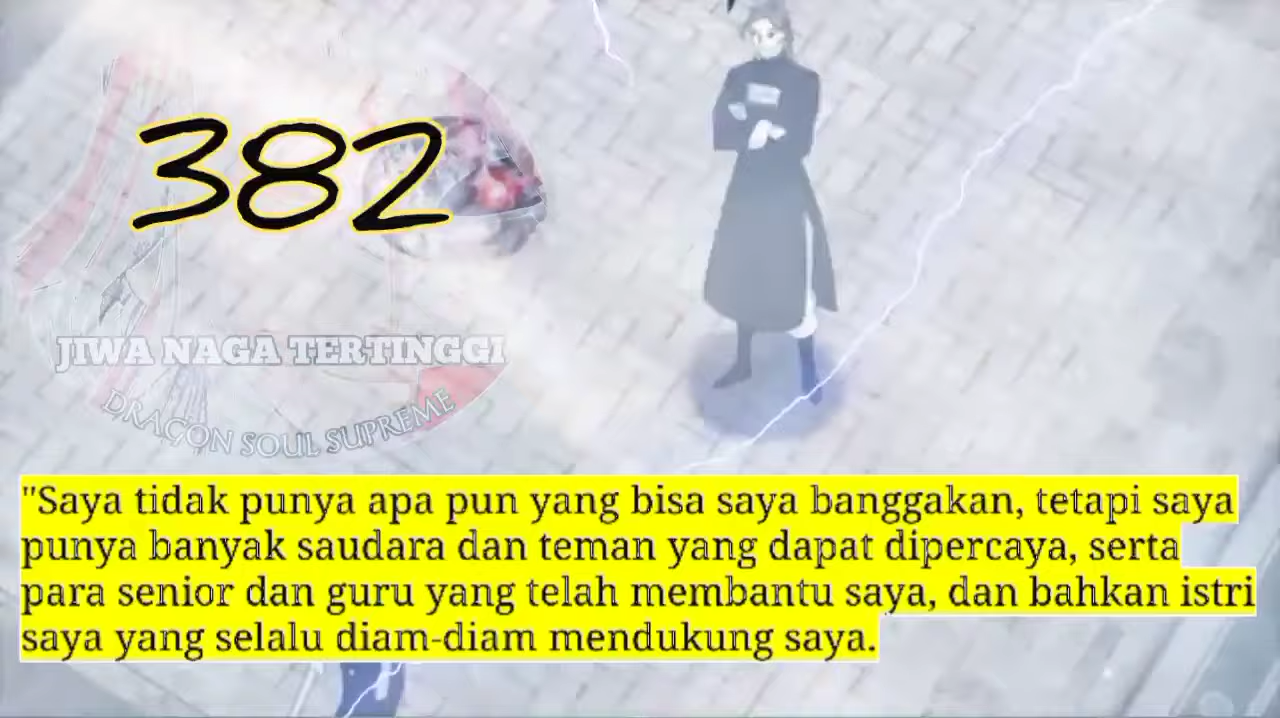 382
JIWA NAGA TERTINGGI
DRAGON SOUL SUPREME
"Saya tidak punya apa pun yang bisa saya banggakan, tetapi saya
punya banyak saudara dan teman yang dapat dipercaya, serta
para senior dan guru yang telah membantu saya, dan bahkan istri
saya yang selalu diam-diam mendukung saya.